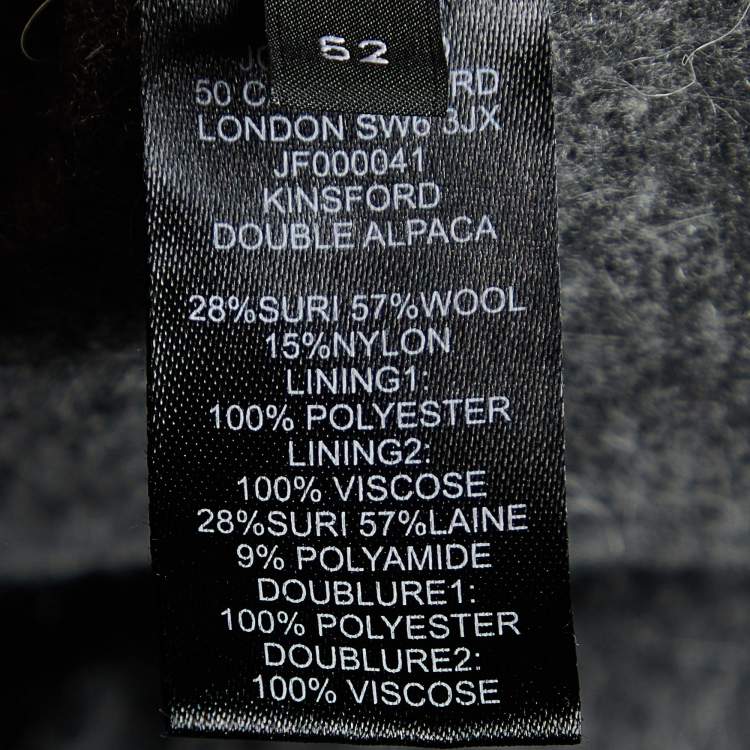 52
50
LONDON SW6 3JX
JF000041
KINSFORD
DOUBLE ALPACA
28%SURI 57%WOOL
15%NYLON
LINING1:
100% POLYESTER
LINING2:
100% VISCOSE
28%SURI 57%LAINE
9% POLYAMIDE
DOUBLURE1:
100% POLYESTER
DOUBLURE2:
100% VISCOSE